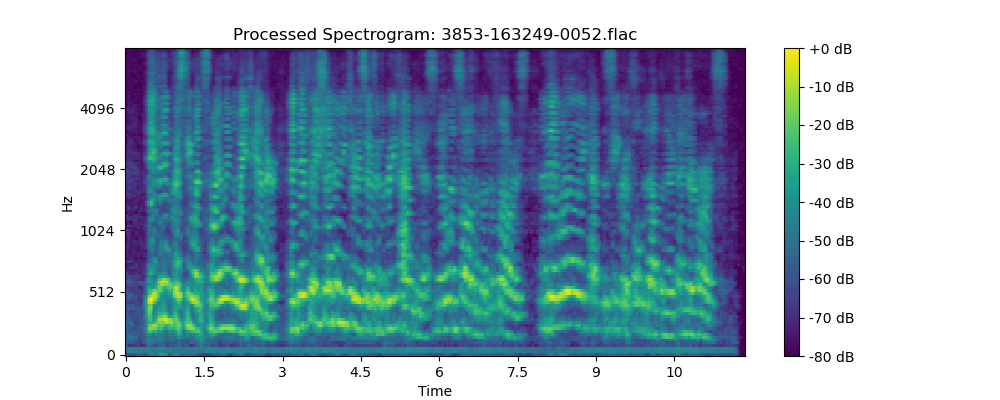 Processed Spectrogram: 3853-163249-0052.flac
Hz
4096
2048
1024
512
0
0 1.5 3 4.5 6 7.5 9 10
Time
+0 dB
-10 dB
-20 dB
-30 dB
-40 dB
-50 dB
-60 dB
-70 dB
-80 dB